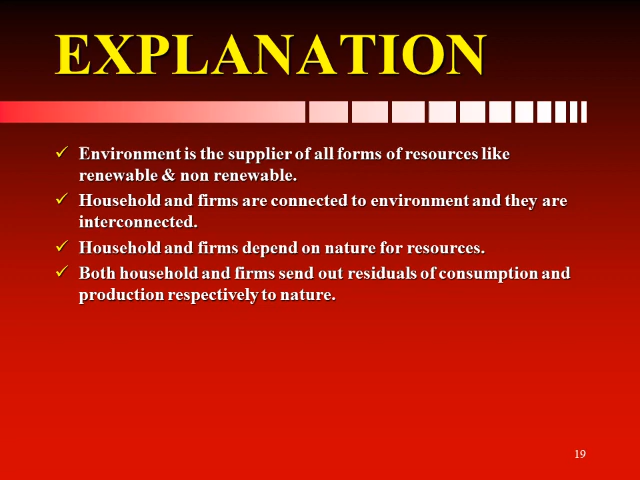 EXPLANATION
✓ Environment is the supplier of all forms of resources like
renewable & non renewable.
✓ Household and firms are connected to environment and they are
interconnected.
✓ Household and firms depend on nature for resources.
✓ Both household and firms send out residuals of consumption and
production respectively to nature.
19